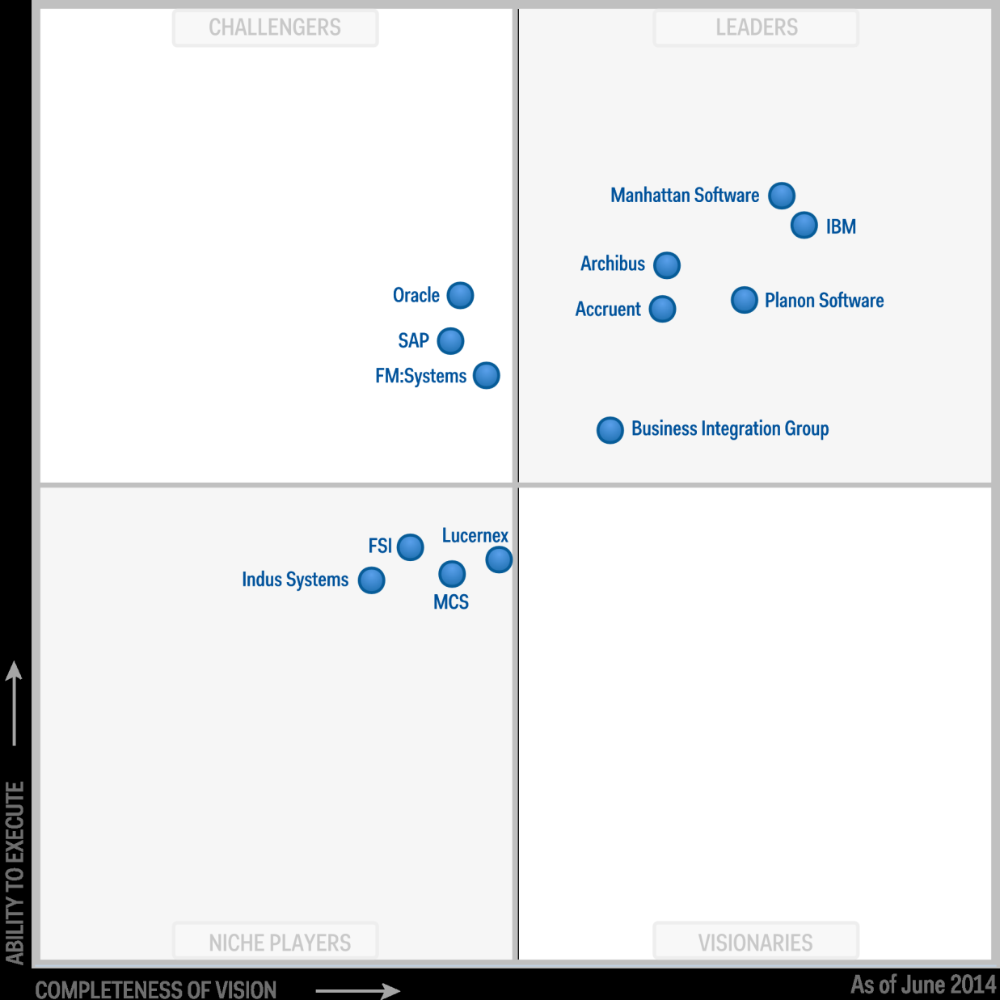 CHALLENGERS
LEADERS
Manhattan Software
IBM
Archibus
Oracle
Planon Software
Accruent
SAP
FM:Systems
Business Integration Group
Lucernex
FSI
Indus Systems
MCS
ABILITY TO EXECUTE
NICHE PLAYERS
VISIONARIES
COMPLETENESS OF VISION
As of June 2014